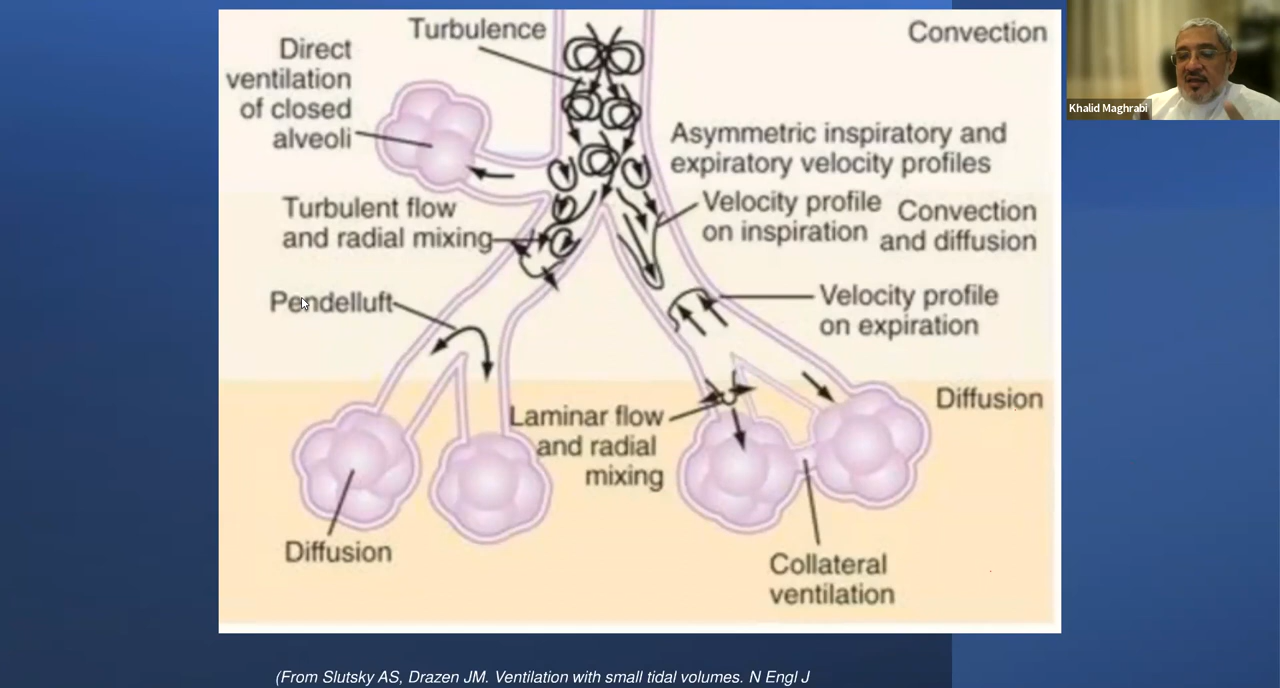 Turbulence
Convection
Direct
ventilation
of closed
alveoli
Khalid Maghrabi
Asymmetric inspiratory and
expiratory velocity profiles
Turbulent flow
and radial mixing
Velocity profile
on inspiration
Convection
and diffusion
Pendelluft
Velocity profile
on expiration
Diffusion
Laminar flow
and radial
mixing
Diffusion
Collateral
ventilation
(From Slutsky AS, Drazen JM. Ventilation with small tidal volumes. N Engl J